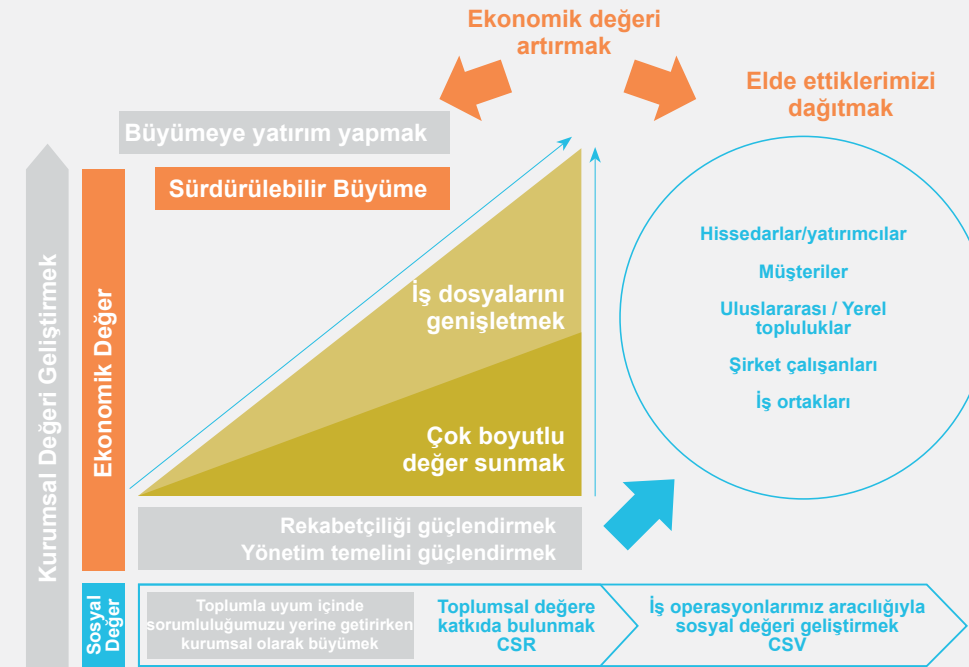 Ekonomik değeri
artırmak
Elde ettiklerimizi
dağıtmak
Büyümeye yatırım yapmak
Sürdürülebilir Büyüme
Kurumsal Değeri Geliştirmek
Ekonomik Değer
İş dosyalarını
genişletmek
Çok boyutlu
değer sunmak
Hissedarlar/yatırımcılar
Müşteriler
Uluslararası / Yerel
topluluklar
Şirket çalışanları
İş ortakları
Rekabetçiliği güçlendirmek
Yönetim temelini güçlendirmek
Sosyal
Değer
Toplumla uyum içinde
sorumluluğumuzu yerine getirirken
kurumsal olarak büyümek
Toplumsal değere
katkıda bulunmak
CSR
İş operasyonlarımız aracılığıyla
sosyal değeri geliştirmek
CSV